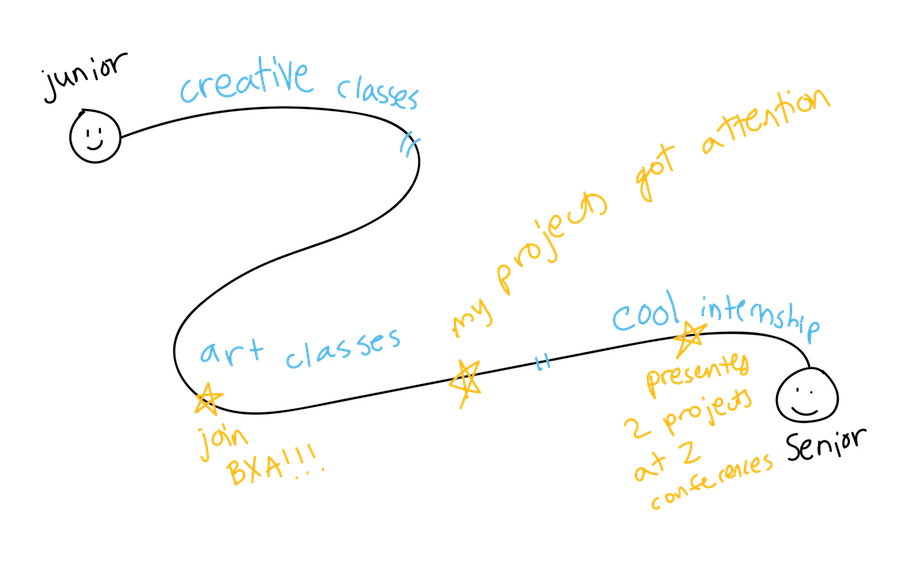 junior
creative classes
my projects got attention
art classes
join
BXA!!!
cool internship
presentes
2 projects
at 2
conferences
Senior